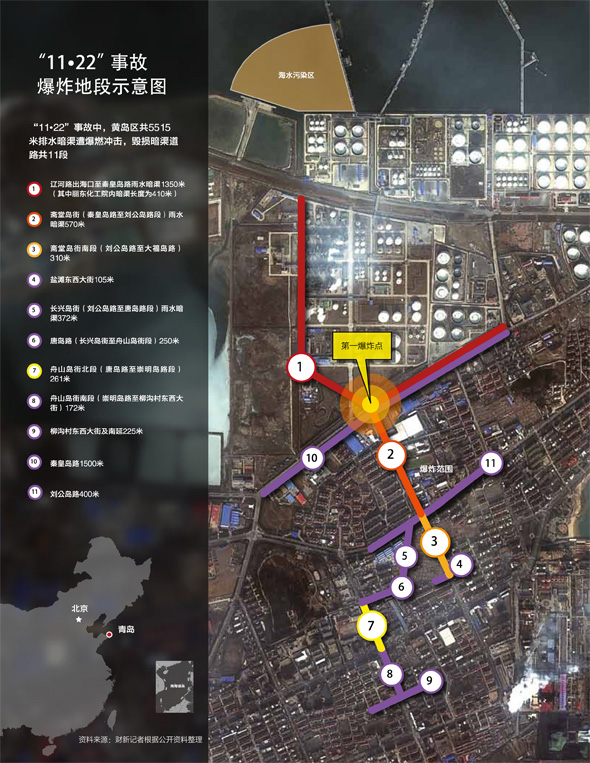 “11•22”事故
爆炸地段示意图
“11•22”事故中，黄岛区共5515
米排水暗渠遭爆燃冲击，毁损暗渠道
路共11段
1
辽河路出海口至秦皇岛路雨水暗渠1350米
（其中丽东化工院内暗渠长度为410米）
2
斋堂岛街（秦皇岛路至刘公岛路段）雨水
暗渠570米
3
斋堂岛街南段（刘公岛路至大福岛路）
310米
4
盐滩东西大街105米
5
长兴岛街（刘公岛路至唐岛路段）雨水暗
渠372米
6
唐岛路（长兴岛街至舟山岛街段）250米
7
舟山岛街北段（唐岛路至崇明岛路段）
261米
8
舟山岛街南段（崇明岛路至柳沟村东西大
街）172米
9
柳沟村东西大街及南延225米
10
秦皇岛路1500米
11
刘公岛路400米
北京
青岛
南海诸岛
资料来源：财新记者根据公开资料整理
海水污染区
第一爆炸点
1
2
爆炸范围
10
11
3
5
4
6
7
8
9